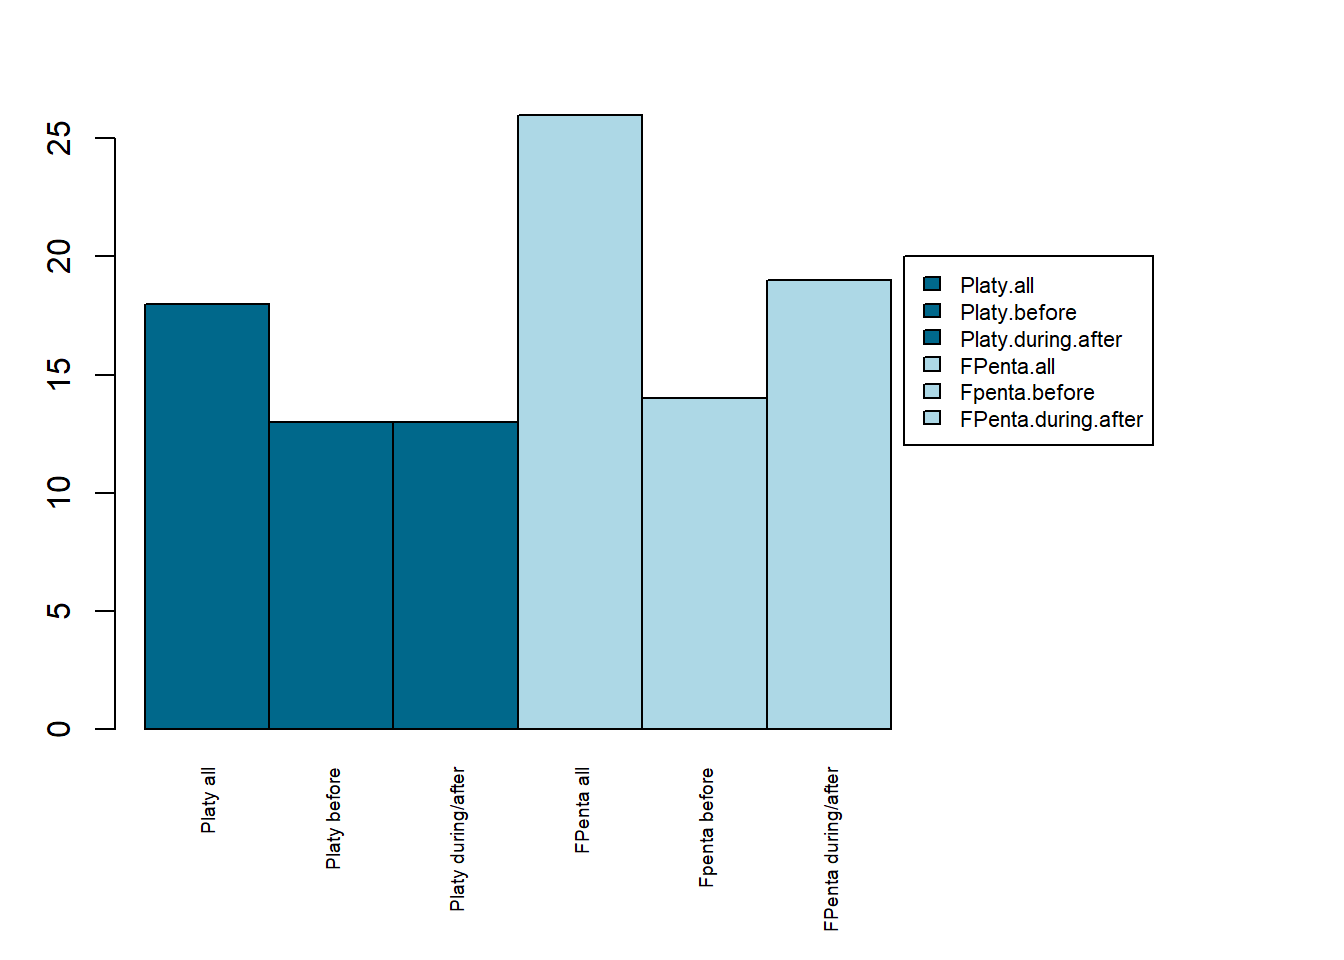 25
20
15
10
5
0
Platy all
Platy before
Platy during/after
FPenta all
Fpenta before
FPenta during/after
Platy.all
Platy.before
Platy.during.after
FPenta.all
Fpenta.before
FPenta.during.after